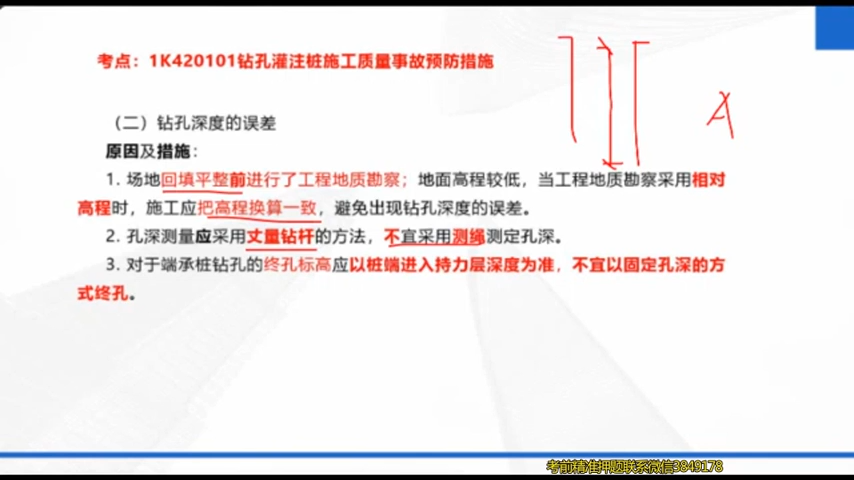 考点：1K420101钻孔灌注桩施工质量事故预防措施
（二）钻孔深度的误差
原因及措施：
1. 场地回填平整前进行了工程地质勘察；地面高程较低，当工程地质勘察采用相对
高程时，施工应把高程换算一致，避免出现钻孔深度的误差。
2. 孔深测量应采用丈量钻杆的方法，不宜采用测绳测定孔深。
3. 对于端承桩钻孔的终孔标高应以桩端进入持力层深度为准，不宜以固定孔深的方
式终孔。
考前精准押题联系微信3849178